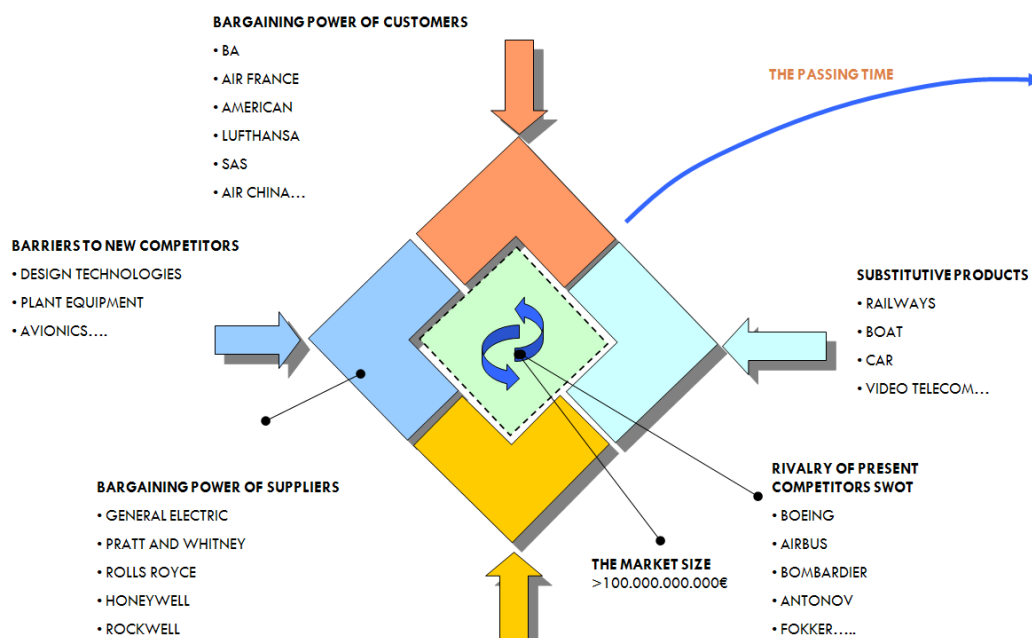 BARGAINING POWER OF CUSTOMERS
• BA
• AIR FRANCE
• AMERICAN
• LUFTHANSA
• SAS
• AIR CHINA…
THE PASSING TIME
BARRIERS TO NEW COMPETITORS
• DESIGN TECHNOLOGIES
• PLANT EQUIPMENT
• AVIONICS….
SUBSTITUTIVE PRODUCTS
• RAILWAYS
• BOAT
• CAR
• VIDEO TELECOM…
BARGAINING POWER OF SUPPLIERS
• GENERAL ELECTRIC
• PRATT AND WHITNEY
• ROLLS ROYCE
• HONEYWELL
• ROCKWELL
THE MARKET SIZE
>100.000.000.000€
RIVALRY OF PRESENT
COMPETITORS SWOT
• BOEING
• AIRBUS
• BOMBARDIER
• ANTONOV
• FOKKER…..